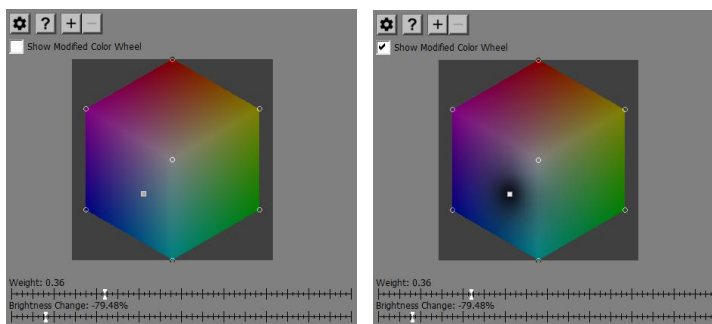 ? + −
Show Modified Color Wheel
Weight: 0.36
Brightness Change: -79.48%
? + −
Show Modified Color Wheel
Weight: 0.36
Brightness Change: -79.48%